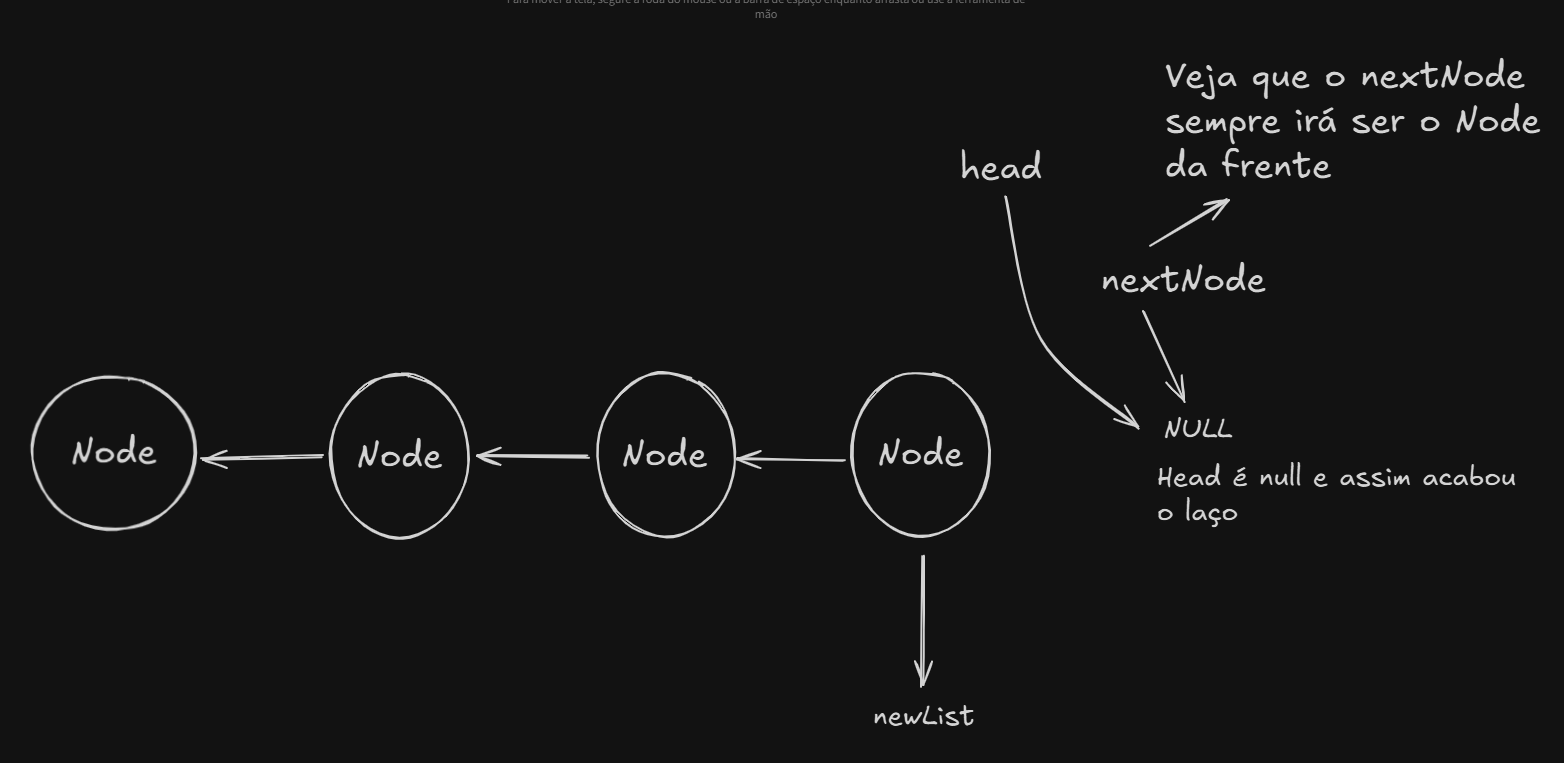 Para mover a tela, segure a roda do mouse ou a barra de espaço enquanto arrasta ou use a ferramenta de
mão
Veja que o nextNode
sempre irá ser o Node
da frente
head
nextNode
NULL
Head é null e assim acabou
o laço
Node
Node
Node
Node
newList